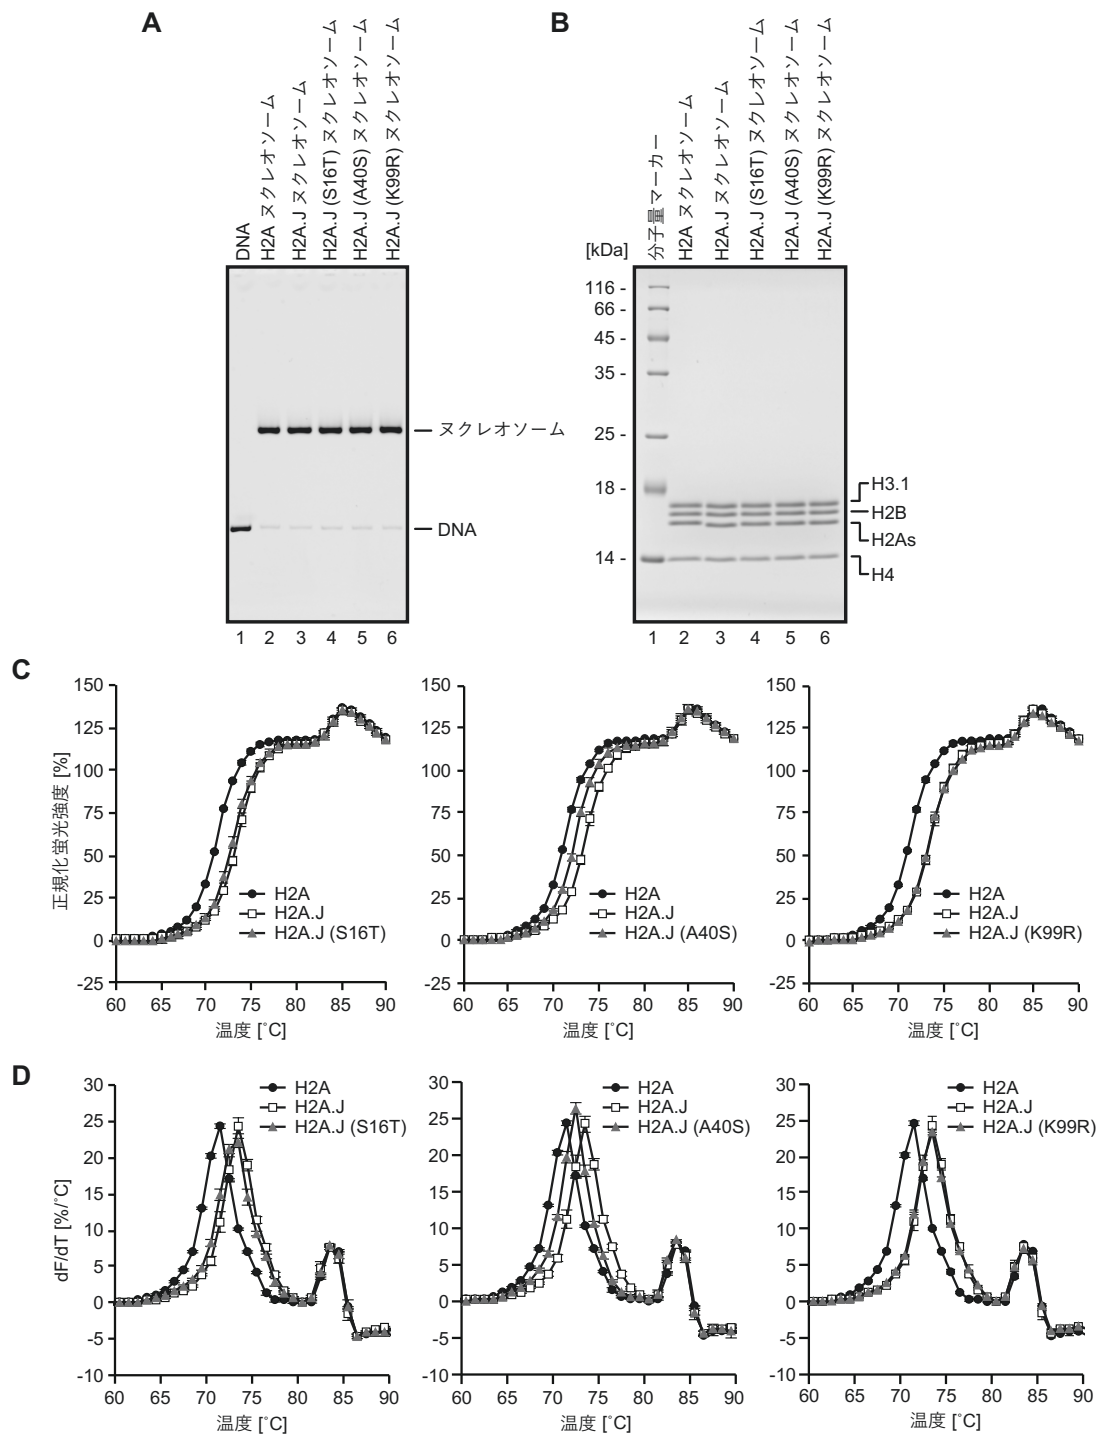 A
DNA
H2A ヌクレオソーム
H2A.J ヌクレオソーム
H2A.J (S16T) ヌクレオソーム
H2A.J (A40S) ヌクレオソーム
H2A.J (K99R) ヌクレオソーム
ヌクレオソーム
DNA
1 2 3 4 5 6
B
[kDa]
分子量マーカー
H2A ヌクレオソーム
H2A.J ヌクレオソーム
H2A.J (S16T) ヌクレオソーム
H2A.J (A40S) ヌクレオソーム
H2A.J (K99R) ヌクレオソーム
116 -
66 -
45 -
35 -
25 -
18 -
14 -
H3.1
H2B
H2As
H4
1 2 3 4 5 6
C
正規化蛍光強度 [%]
150
125
100
75
50
25
0
-25
60 65 70 75 80 85 90
温度 [˚C]
H2A
H2A.J
H2A.J (S16T)
150
125
100
75
50
25
0
-25
60 65 70 75 80 85 90
温度 [˚C]
H2A
H2A.J
H2A.J (A40S)
150
125
100
75
50
25
0
-25
60 65 70 75 80 85 90
温度 [˚C]
H2A
H2A.J
H2A.J (K99R)
D
dF/dT [%/˚C]
30
25
20
15
10
5
0
-5
-10
60 65 70 75 80 85 90
温度 [˚C]
H2A
H2A.J
H2A.J (S16T)
30
25
20
15
10
5
0
-5
-10
60 65 70 75 80 85 90
温度 [˚C]
H2A
H2A.J
H2A.J (A40S)
30
25
20
15
10
5
0
-5
-10
60 65 70 75 80 85 90
温度 [˚C]
H2A
H2A.J
H2A.J (K99R)